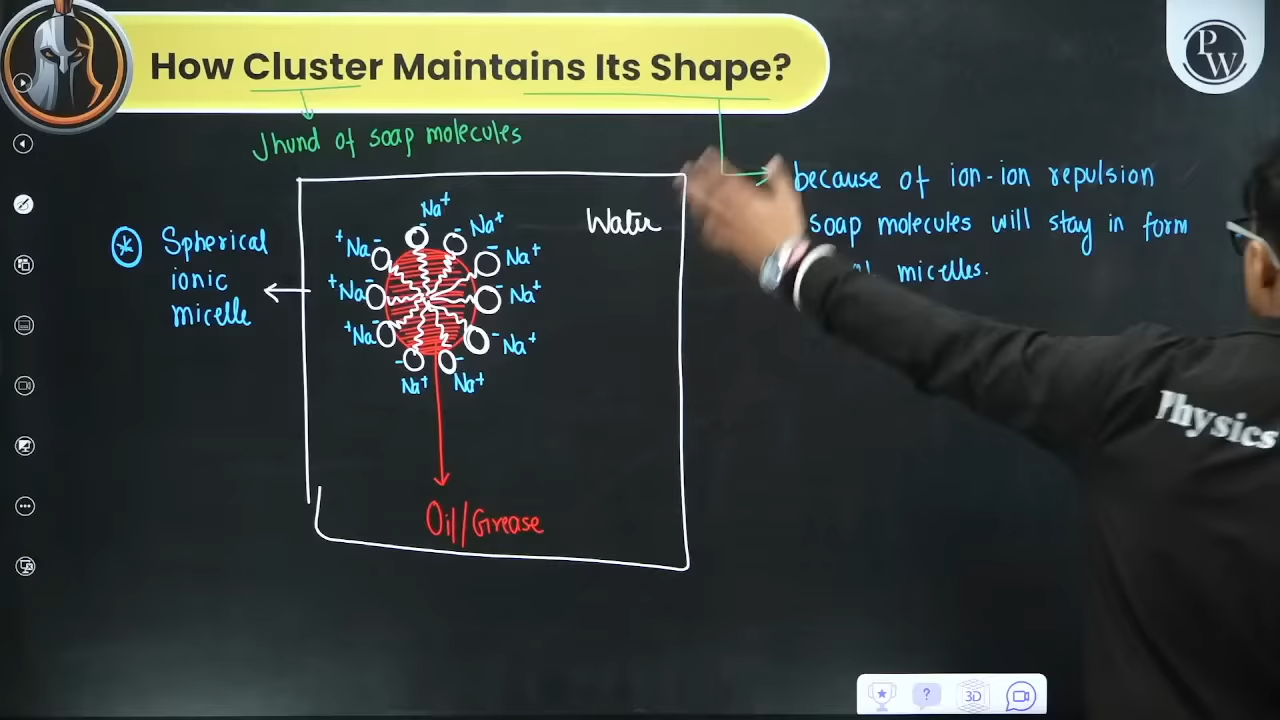 How Cluster Maintains Its Shape?
P
W
Jhund of soap molecules
because of ion-ion repulsion
soap molecules will stay in form
micelles.
Water
* Spherical
ionic
micelle
Na⁺
⁻
Na⁺
⁻
⁺Na⁻
Na⁺
⁻
⁺Na⁻
Na⁺
⁻
⁺Na⁻
Na⁺
⁻
Na⁺
⁻
Na⁺
⁻
Oil/Grease
Physics
?
3D